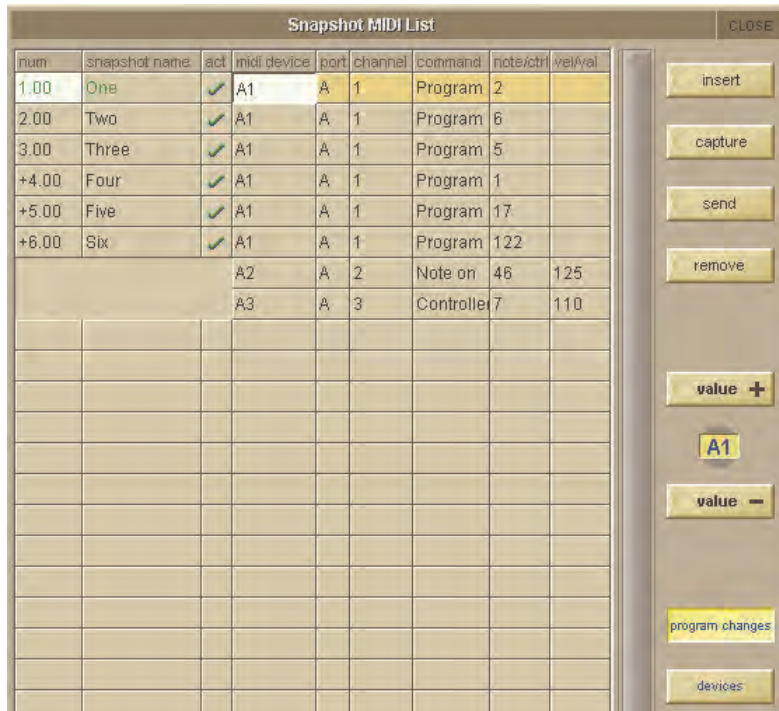 Snapshot MIDI List
CLOSE
num snapshot name act midi device port channel command note/ctrl vel/val
1.00 One A1 A 1 Program 2
2.00 Two A1 A 1 Program 6
3.00 Three A1 A 1 Program 5
+4.00 Four A1 A 1 Program 1
+5.00 Five A1 A 1 Program 17
+6.00 Six A1 A 1 Program 122
A2 A 2 Note on 46 125
A3 A 3 Controller 7 110
insert
capture
send
remove
value +
A1
value −
program changes
devices